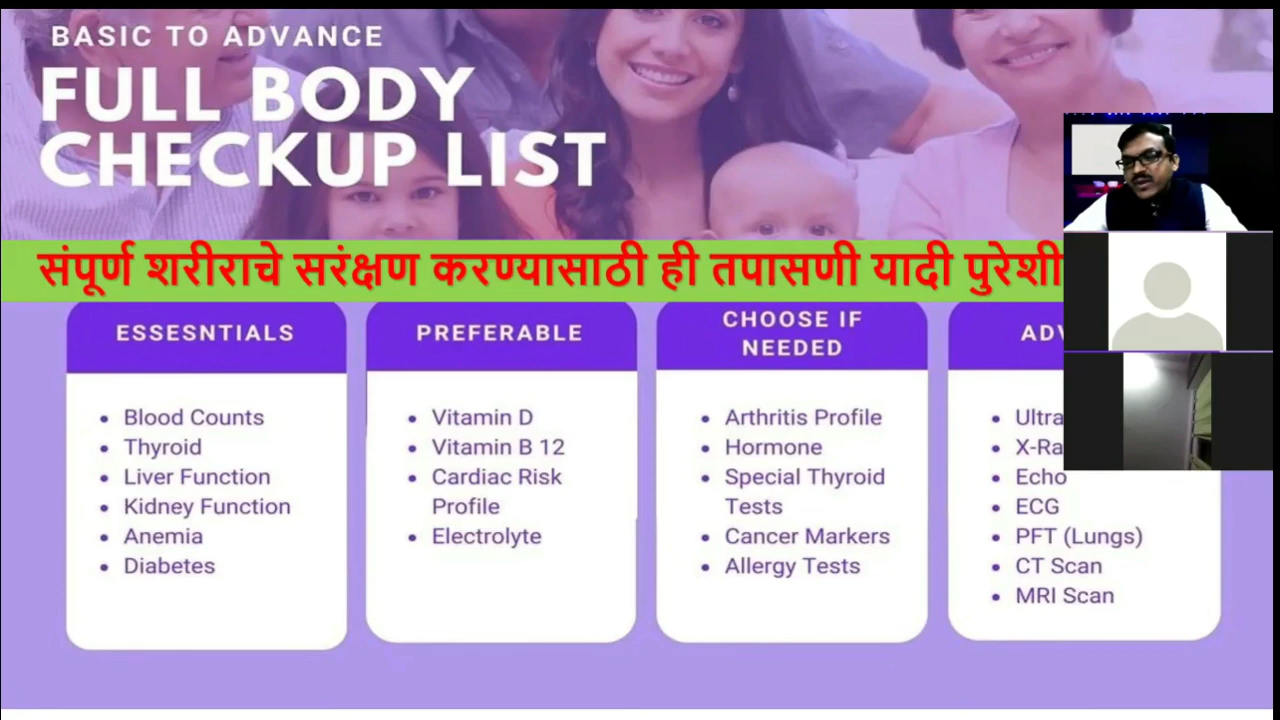 BASIC TO ADVANCE
FULL BODY
CHECKUP LIST
संपूर्ण शरीराचे सरंक्षण करण्यासाठी ही तपासणी यादी पुरेशी
ESSESNTIALS
• Blood Counts
• Thyroid
• Liver Function
• Kidney Function
• Anemia
• Diabetes
PREFERABLE
• Vitamin D
• Vitamin B 12
• Cardiac Risk
Profile
• Electrolyte
CHOOSE IF
NEEDED
• Arthritis Profile
• Hormone
• Special Thyroid
Tests
• Cancer Markers
• Allergy Tests
• Echo
• ECG
• PFT (Lungs)
• CT Scan
• MRI Scan